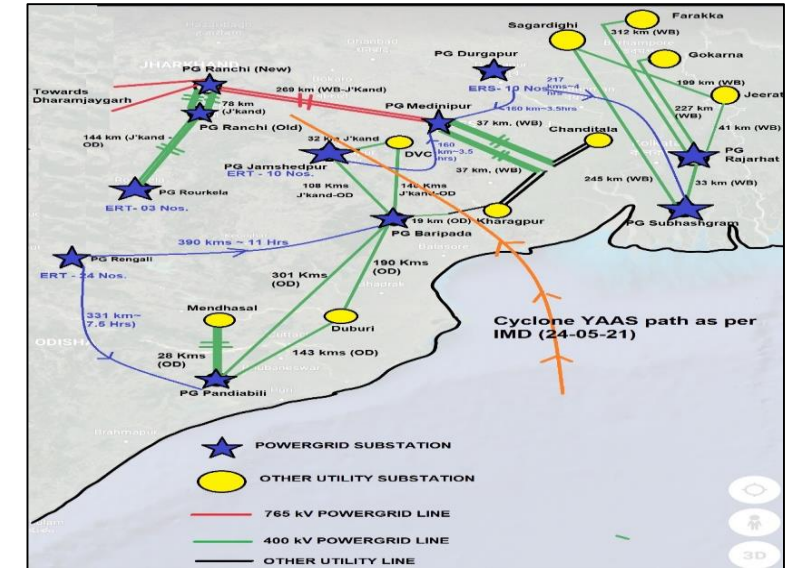 Farakka
Sagardighi
312 km (WB)
PG Durgapur
Gokarna
JHARKHAND
PG Ranchi (New)
Towards
Dharamjaygarh
269 km (WB-J'Kand)
ERS- 10 Nos.
217
kms~4
hrs
199 km (WB)
Jeerat
78 km
(J'kand)
PG Medinipur
160 km~3.5hrs
227
km (WB)
PG Ranchi (Old)
37 km. (WB)
Chanditala
41 km (WB)
144 km (J'kand -
OD)
32 km J'kand
DVC
160
km~3.5
hrs)
PG Jamshedpur
ERT - 10 Nos.
PG
Rajarhat
37 km. (WB)
245 km (WB)
33 km (WB)
PG Rourkela
ERT- 03 Nos.
108 Kms
J'kand-OD
Kms
J'kand-OD
19 km (OD)
Kharagpur
PG Subhashgram
PG Baripada
390 kms ~ 11 Hrs
PG Rengali
ERT - 24 Nos.
301 Kms
(OD)
190 Kms
(OD)
331 km~
7.5 Hrs)
Mendhasal
Cyclone YAAS path as per
IMD (24-05-21)
ODISHA
Duburi
28 Kms
(OD)
143 kms (OD)
PG Pandiabili
Brahmapur
POWERGRID SUBSTATION
OTHER UTILITY SUBSTATION
765 kV POWERGRID LINE
400 kV POWERGRID LINE
OTHER UTILITY LINE
3D